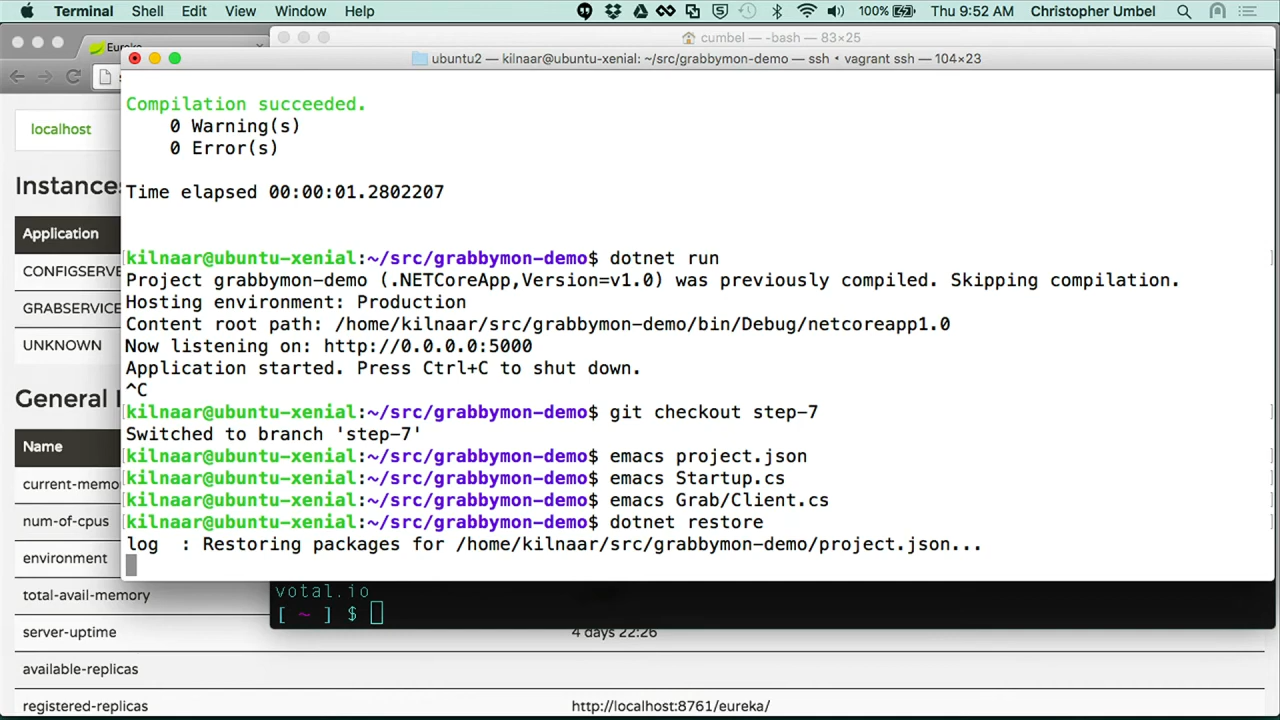 Terminal Shell Edit View Window Help 100% Thu 9:52 AM Christopher Umbel
Eureka
cumbel — -bash — 83×25
ubuntu2 — kilnaar@ubuntu-xenial: ~/src/grabbymon-demo — ssh ‹ vagrant ssh — 104×23
Compilation succeeded.
0 Warning(s)
0 Error(s)
Time elapsed 00:00:01.2802207
kilnaar@ubuntu-xenial:~/src/grabbymon-demo$ dotnet run
Project grabbymon-demo (.NETCoreApp,Version=v1.0) was previously compiled. Skipping compilation.
Hosting environment: Production
Content root path: /home/kilnaar/src/grabbymon-demo/bin/Debug/netcoreapp1.0
Now listening on: http://0.0.0.0:5000
Application started. Press Ctrl+C to shut down.
^C
kilnaar@ubuntu-xenial:~/src/grabbymon-demo$ git checkout step-7
Switched to branch 'step-7'
kilnaar@ubuntu-xenial:~/src/grabbymon-demo$ emacs project.json
kilnaar@ubuntu-xenial:~/src/grabbymon-demo$ emacs Startup.cs
kilnaar@ubuntu-xenial:~/src/grabbymon-demo$ emacs Grab/Client.cs
kilnaar@ubuntu-xenial:~/src/grabbymon-demo$ dotnet restore
log : Restoring packages for /home/kilnaar/src/grabbymon-demo/project.json...
votal.io
[ ~ ] $
localhost
Instances
Application
CONFIGSERVE
GRABSERVICE
UNKNOWN
General I
Name
current-memo
num-of-cpus
environment
total-avail-memory
server-uptime 4 days 22:26
available-replicas
registered-replicas http://localhost:8761/eureka/